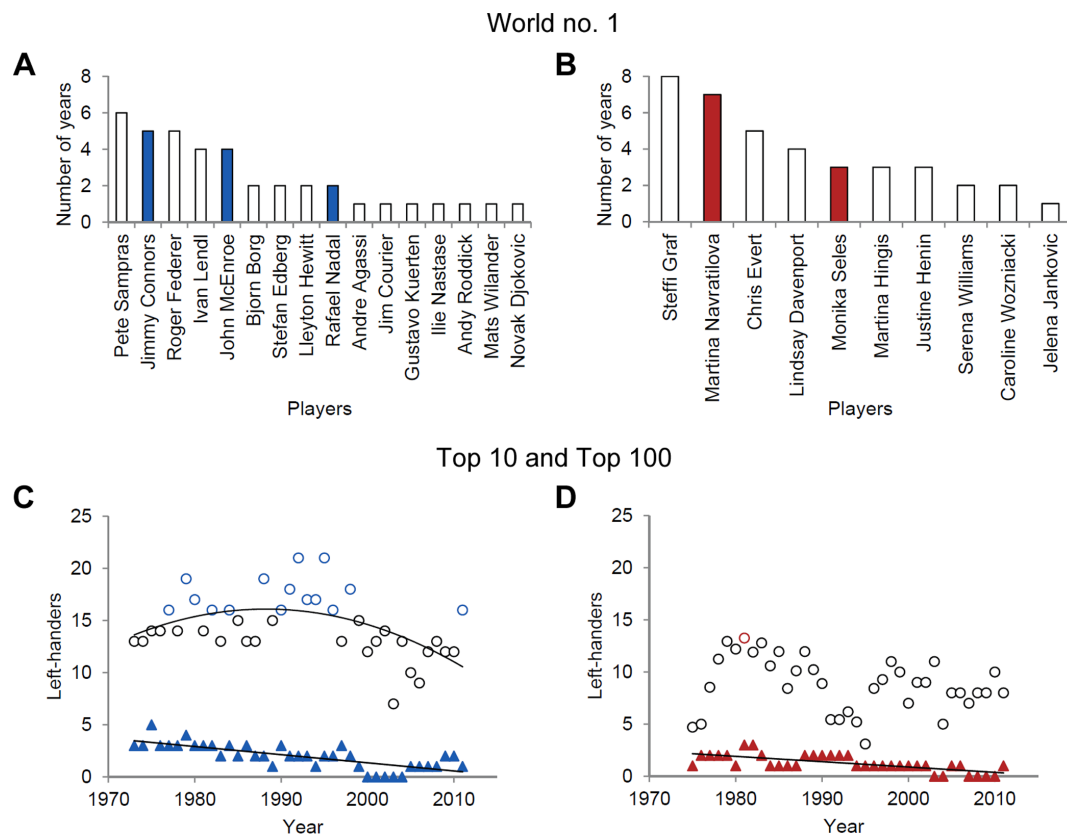 World no. 1
A
B
Number of years
8
6
4
2
0
Pete Sampras
Jimmy Connors
Roger Federer
Ivan Lendl
John McEnroe
Bjorn Borg
Stefan Edberg
Lleyton Hewitt
Rafael Nadal
Andre Agassi
Jim Courier
Gustavo Kuerten
Ilie Nastase
Andy Roddick
Mats Wilander
Novak Djokovic
Players
Number of years
8
6
4
2
0
Steffi Graf
Martina Navratilova
Chris Evert
Lindsay Davenport
Monika Seles
Martina Hingis
Justine Henin
Serena Williams
Caroline Wozniacki
Jelena Jankovic
Players
Top 10 and Top 100
C
D
Left-handers
25
20
15
10
5
0
1970 1980 1990 2000 2010
Year
Left-handers
25
20
15
10
5
0
1970 1980 1990 2000 2010
Year